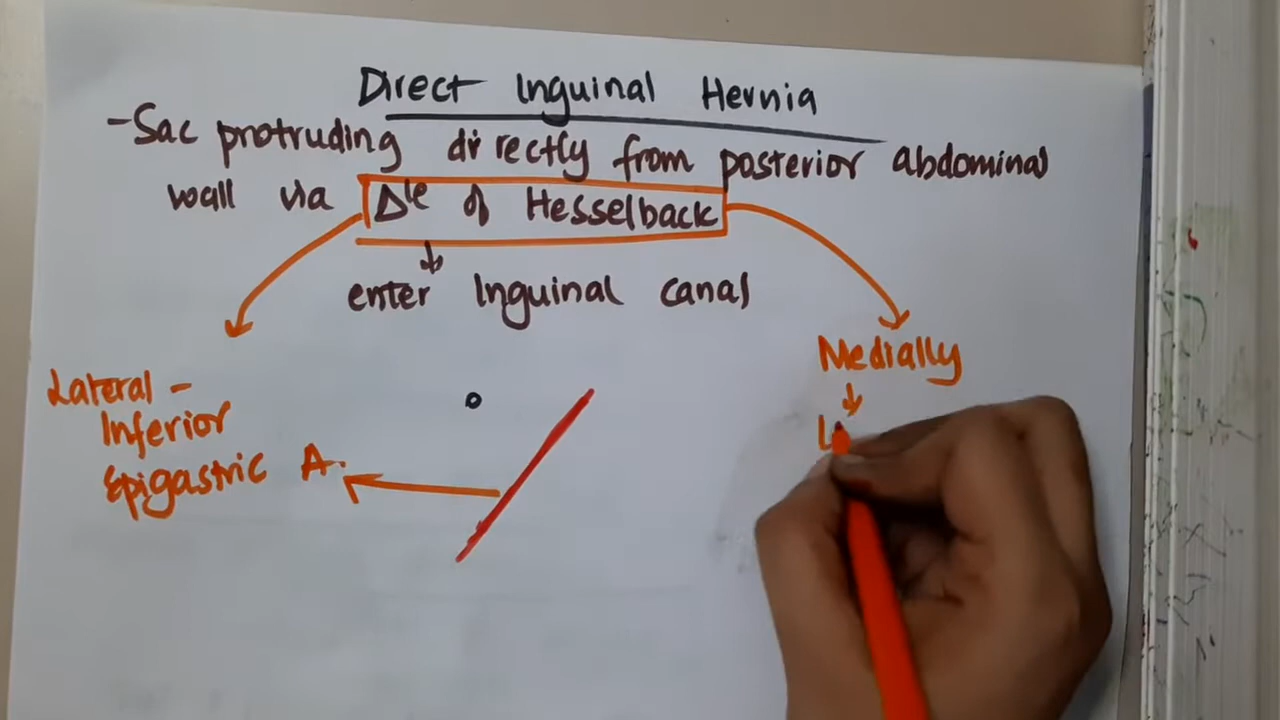 Direct Inguinal Hernia
-Sac protruding directly from posterior abdominal
wall via Δle of Hesselback
enter Inguinal canal
Lateral -
Inferior
Epigastric A.
Medially
L